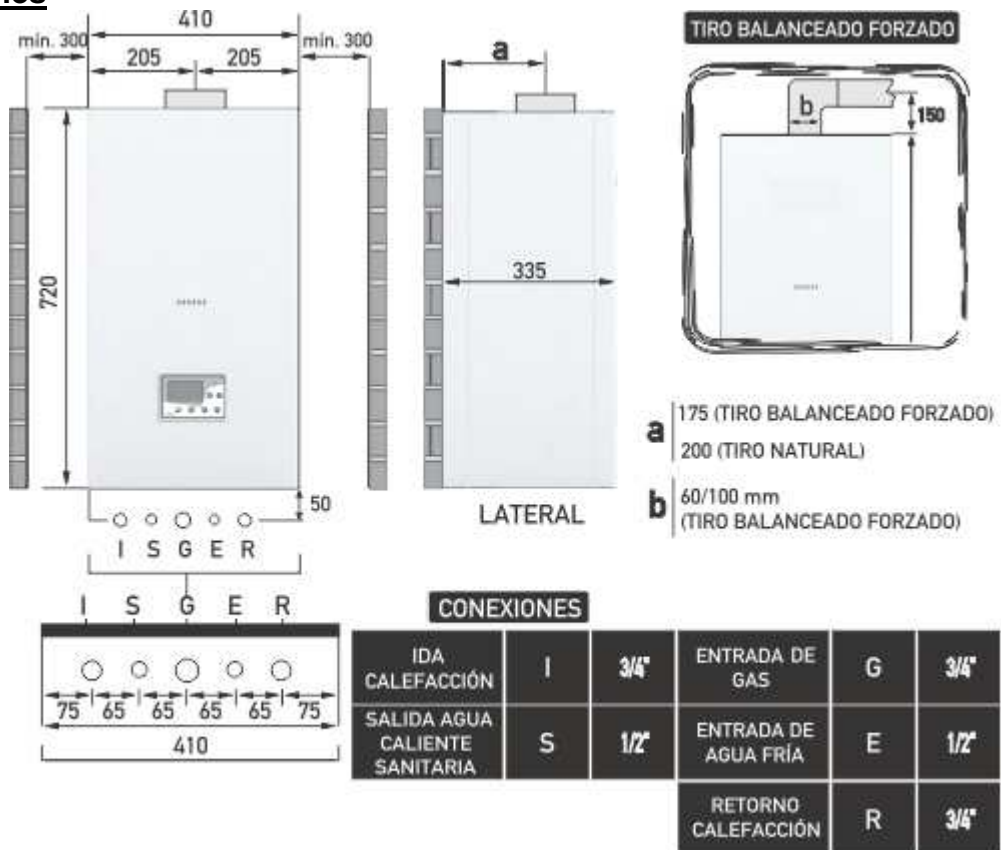 410
min. 300
min. 300
205
205
720
50
I S G E R
I S G E R
75 65 65 65 65 75
410
a
335
LATERAL
TIRO BALANCEADO FORZADO
b
150
a
175 (TIRO BALANCEADO FORZADO)
200 (TIRO NATURAL)
b
60/100 mm
(TIRO BALANCEADO FORZADO)
CONEXIONES
IDA
CALEFACCIÓN
I
3/4"
ENTRADA DE
GAS
G
3/4"
SALIDA AGUA
CALIENTE
SANITARIA
S
1/2"
ENTRADA DE
AGUA FRÍA
E
1/2"
RETORNO
CALEFACCIÓN
R
3/4"